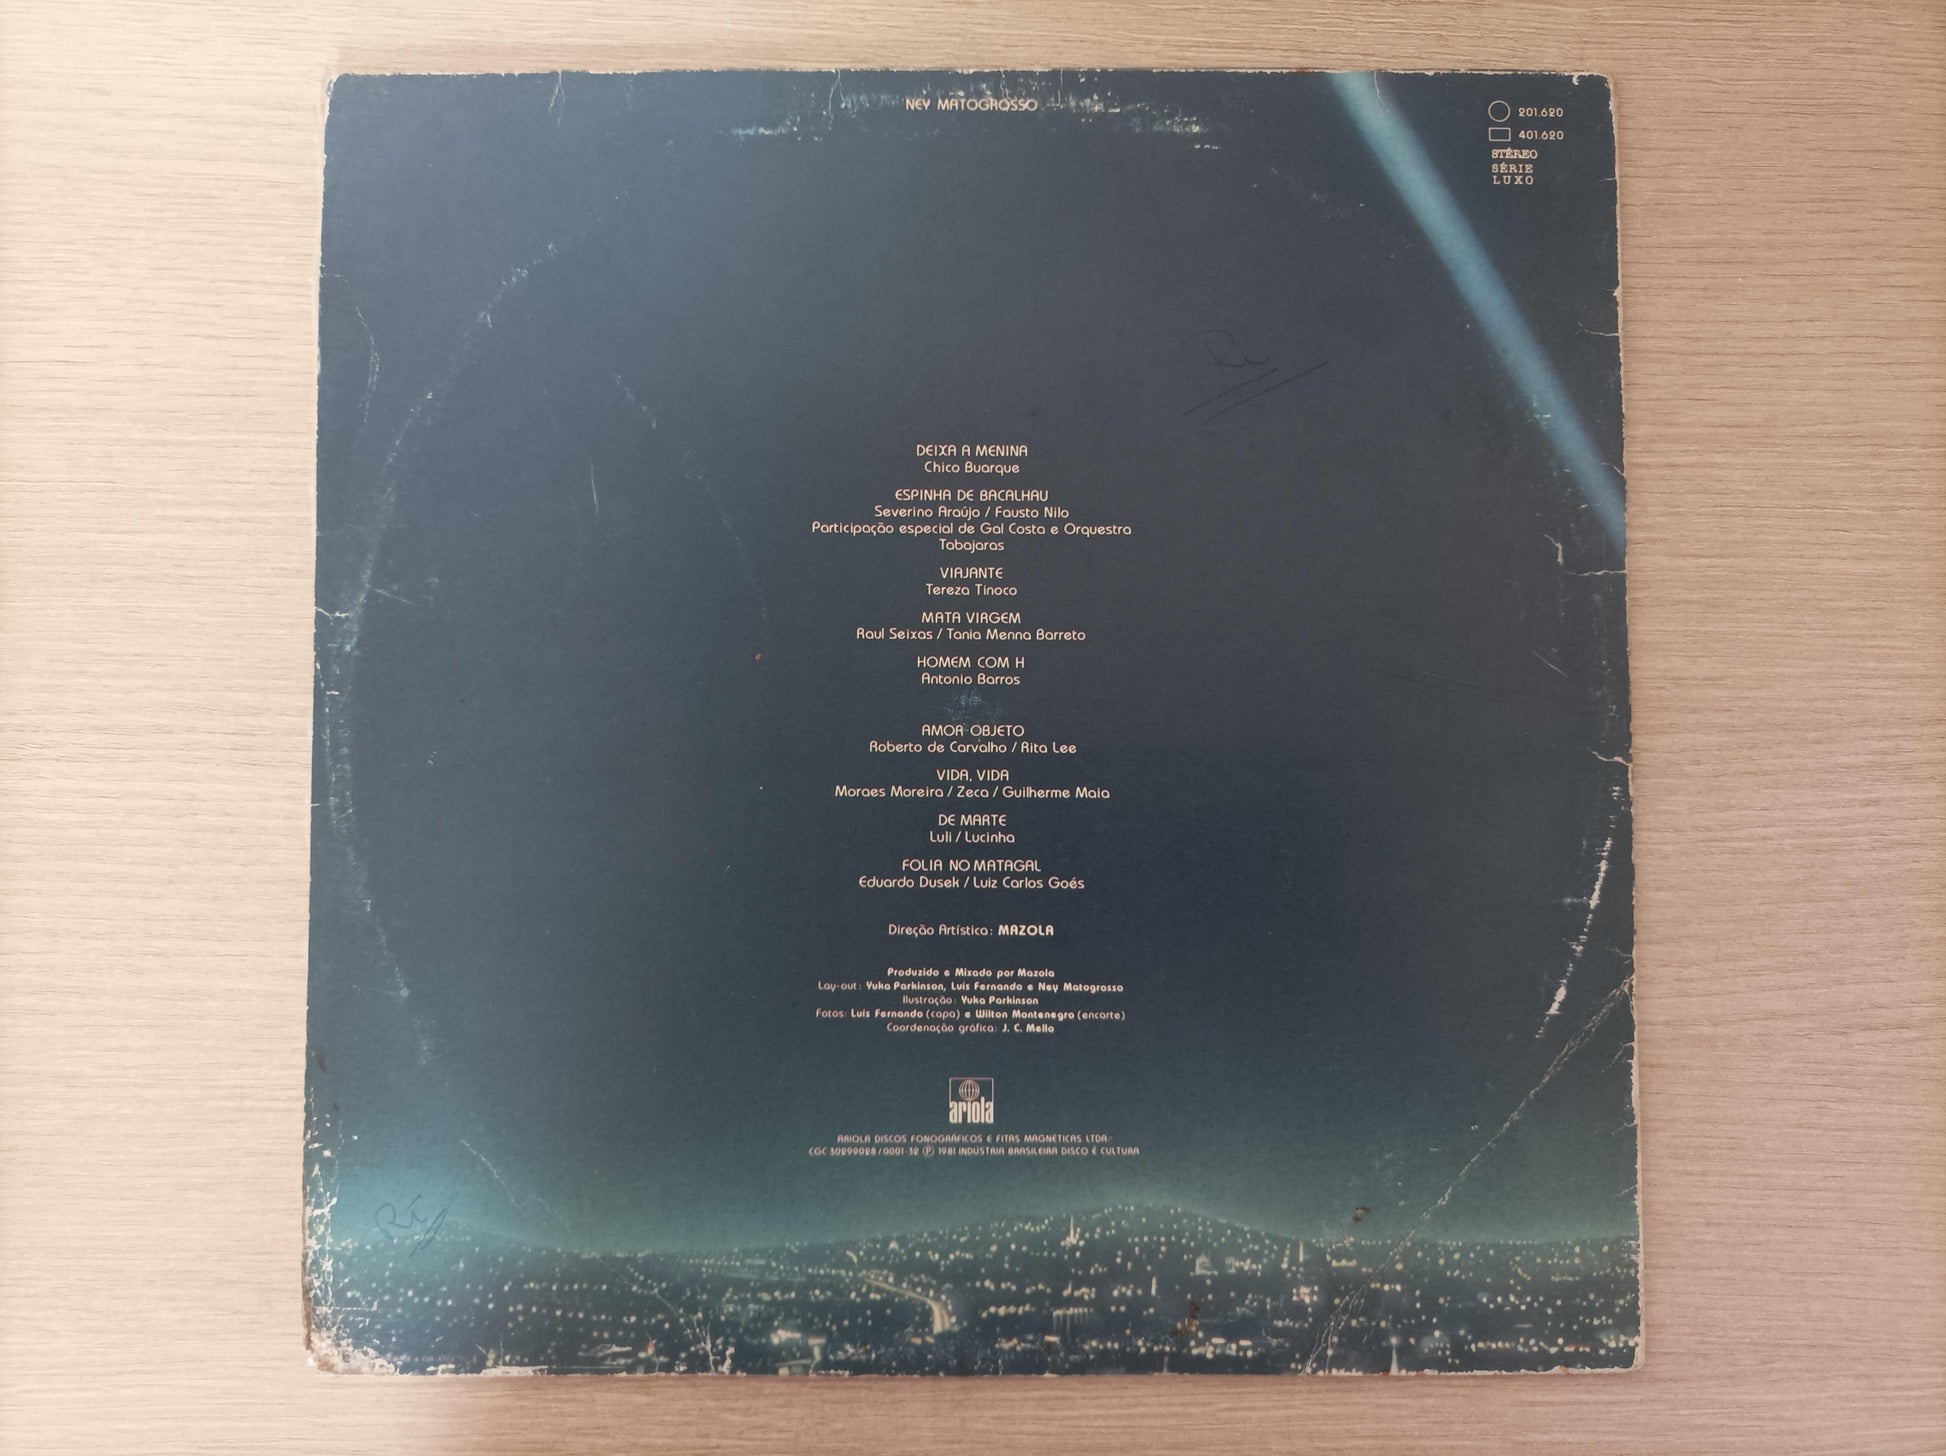 NEY MATOGROSSO
201.620
401.620
STÉREO
SÉRIE
LUXO
DEIXA A MENINA
Chico Buarque
ESPINHA DE BACALHAU
Severino Araújo / Fausto Nilo
Participação especial de Gal Costa e Orquestra
Tabajaras
VIAJANTE
Tereza Tinoco
MATA VIRGEM
Raul Seixas / Tania Menna Barreto
HOMEM COM H
Antonio Barros
AMOR OBJETO
Roberto de Carvalho / Rita Lee
VIDA, VIDA
Moraes Moreira / Zeca / Guilherme Maia
DE MARTE
Luli / Lucinha
FOLIA NO MATAGAL
Eduardo Dusek / Luiz Carlos Goés
Direção Artística: MAZOLA
Produzido e Mixado por Mazola
Lay-out: Yuka Parkinson, Luís Fernando e Ney Matogrosso
Ilustração: Yuka Parkinson
Fotos: Luís Fernando (capa) e Wilton Montenegro (encarte)
Coordenação gráfica: J. C. Mello
ariola
ARIOLA DISCOS FONOGRÁFICOS E FITAS MAGNÉTICAS LTDA.
CGC 30299028/0001-32 Ⓟ 1981 INDÚSTRIA BRASILEIRA DISCO É CULTURA